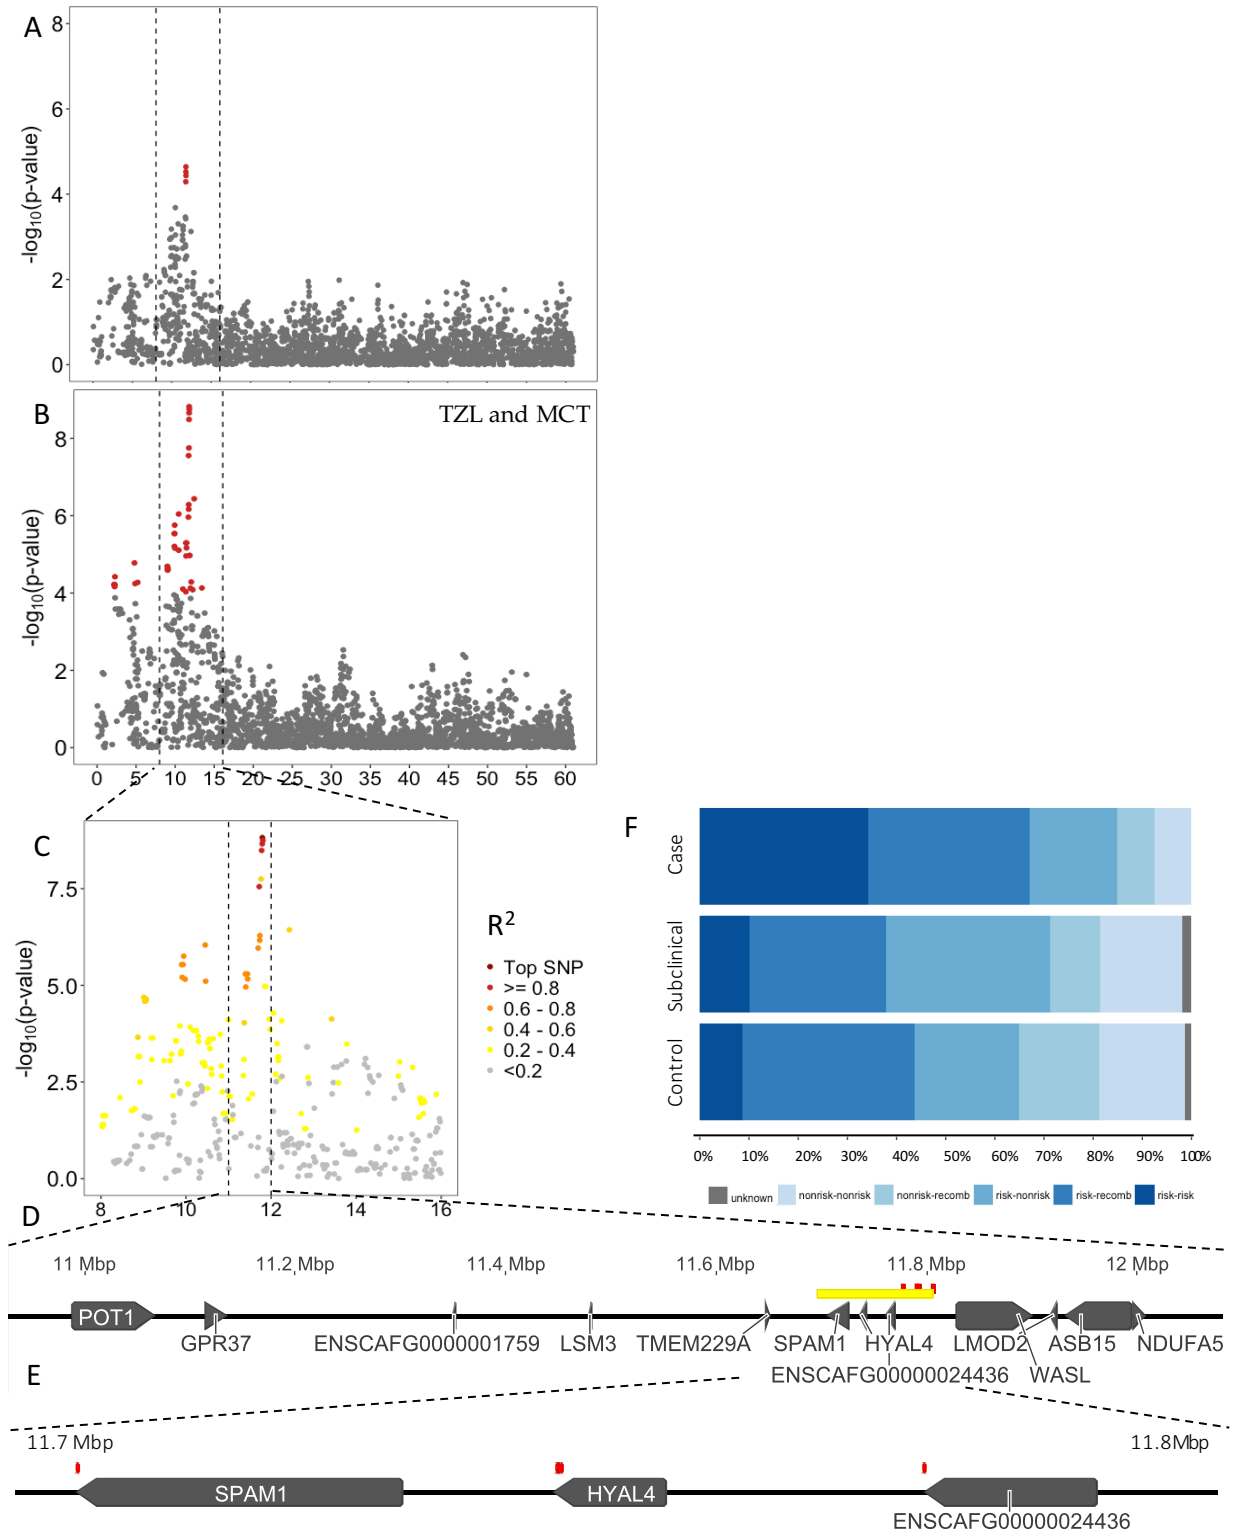 A
8
6
4
2
0
-log10(p-value)
B
TZL and MCT
8
6
4
2
0
-log10(p-value)
0 5 10 15 20 25 30 35 40 45 50 55 60
C
7.5
5.0
2.5
0.0
-log10(p-value)
8 10 12 14 16
R2
Top SNP
>= 0.8
0.6 - 0.8
0.4 - 0.6
0.2 - 0.4
<0.2
F
Case
Subclinical
Control
0% 10% 20% 30% 40% 50% 60% 70% 80% 90% 100%
unknown nonrisk-nonrisk nonrisk-recomb risk-nonrisk risk-recomb risk-risk
D
11 Mbp 11.2 Mbp 11.4 Mbp 11.6 Mbp 11.8 Mbp 12 Mbp
POT1
GPR37 ENSCAFG0000001759 LSM3 TMEM229A SPAM1 HYAL4 LMOD2 ASB15 NDUFA5
ENSCAFG00000024436 WASL
E
11.7 Mbp 11.8Mbp
SPAM1 HYAL4
ENSCAFG00000024436